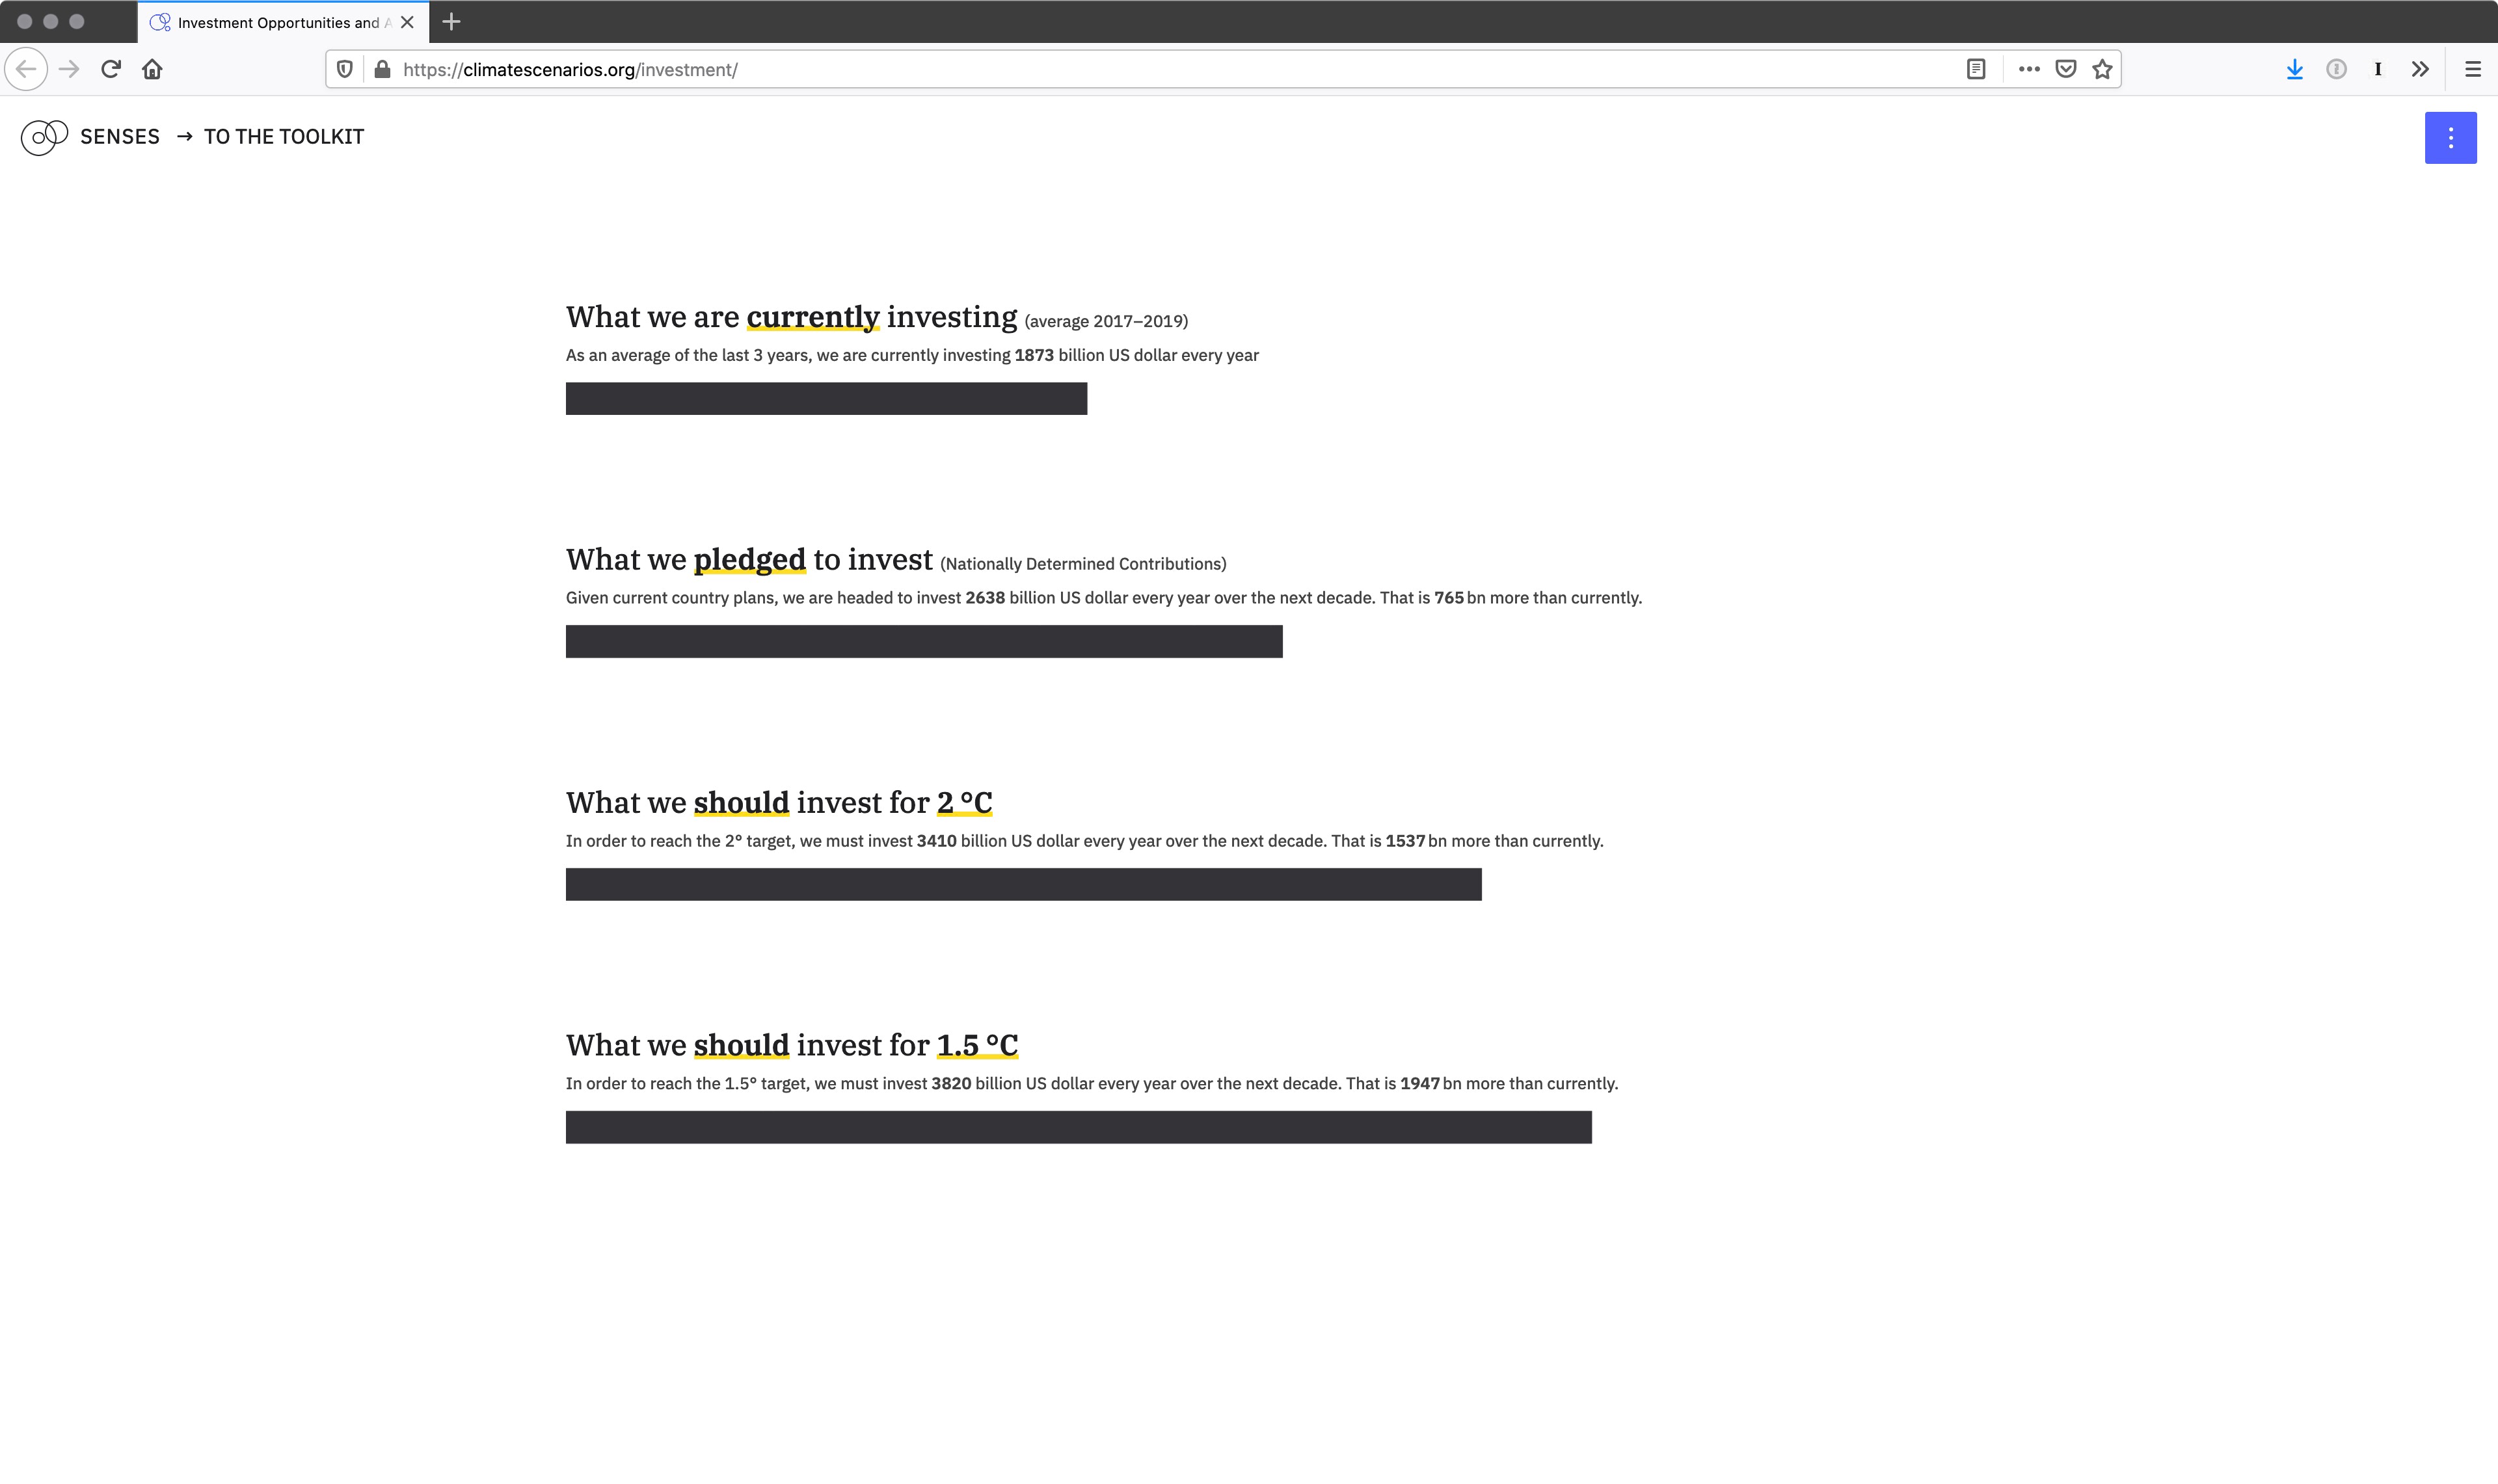 Investment Opportunities and A
https://climatescenarios.org/investment/
SENSES → TO THE TOOLKIT
What we are currently investing (average 2017–2019)
As an average of the last 3 years, we are currently investing 1873 billion US dollar every year
What we pledged to invest (Nationally Determined Contributions)
Given current country plans, we are headed to invest 2638 billion US dollar every year over the next decade. That is 765 bn more than currently.
What we should invest for 2 °C
In order to reach the 2° target, we must invest 3410 billion US dollar every year over the next decade. That is 1537 bn more than currently.
What we should invest for 1.5 °C
In order to reach the 1.5° target, we must invest 3820 billion US dollar every year over the next decade. That is 1947 bn more than currently.